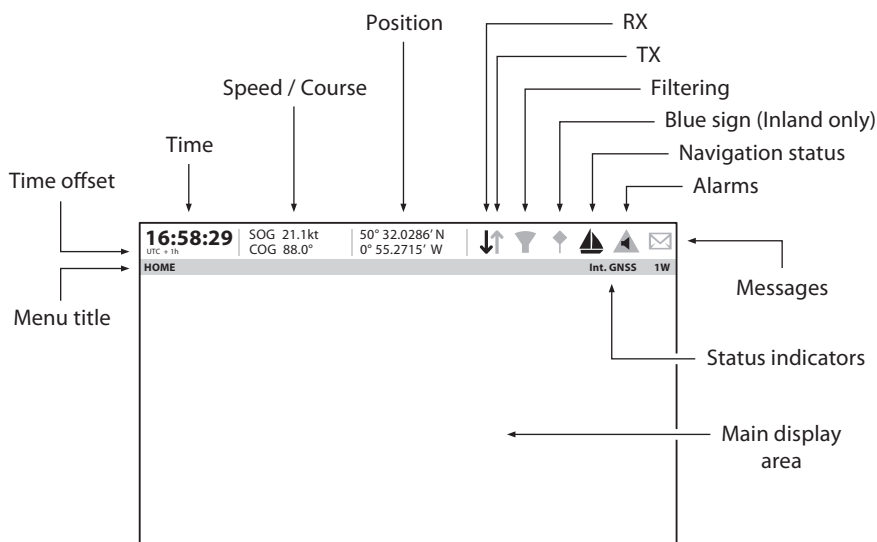 Position
RX
TX
Speed / Course
Filtering
Blue sign (Inland only)
Time
Navigation status
Time offset
Alarms
16:58:29
UTC + 1h
SOG 21.1kt
COG 88.0°
50° 32.0286’ N
0° 55.2715’ W
HOME
Int. GNSS 1W
Menu title
Messages
Status indicators
Main display
area